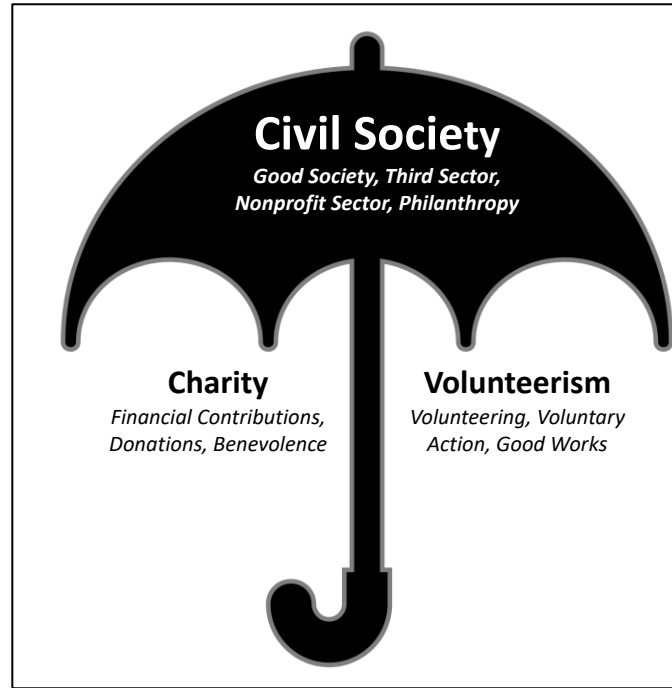 Civil Society
Good Society, Third Sector,
Nonprofit Sector, Philanthropy
Charity
Financial Contributions,
Donations, Benevolence
Volunteerism
Volunteering, Voluntary
Action, Good Works